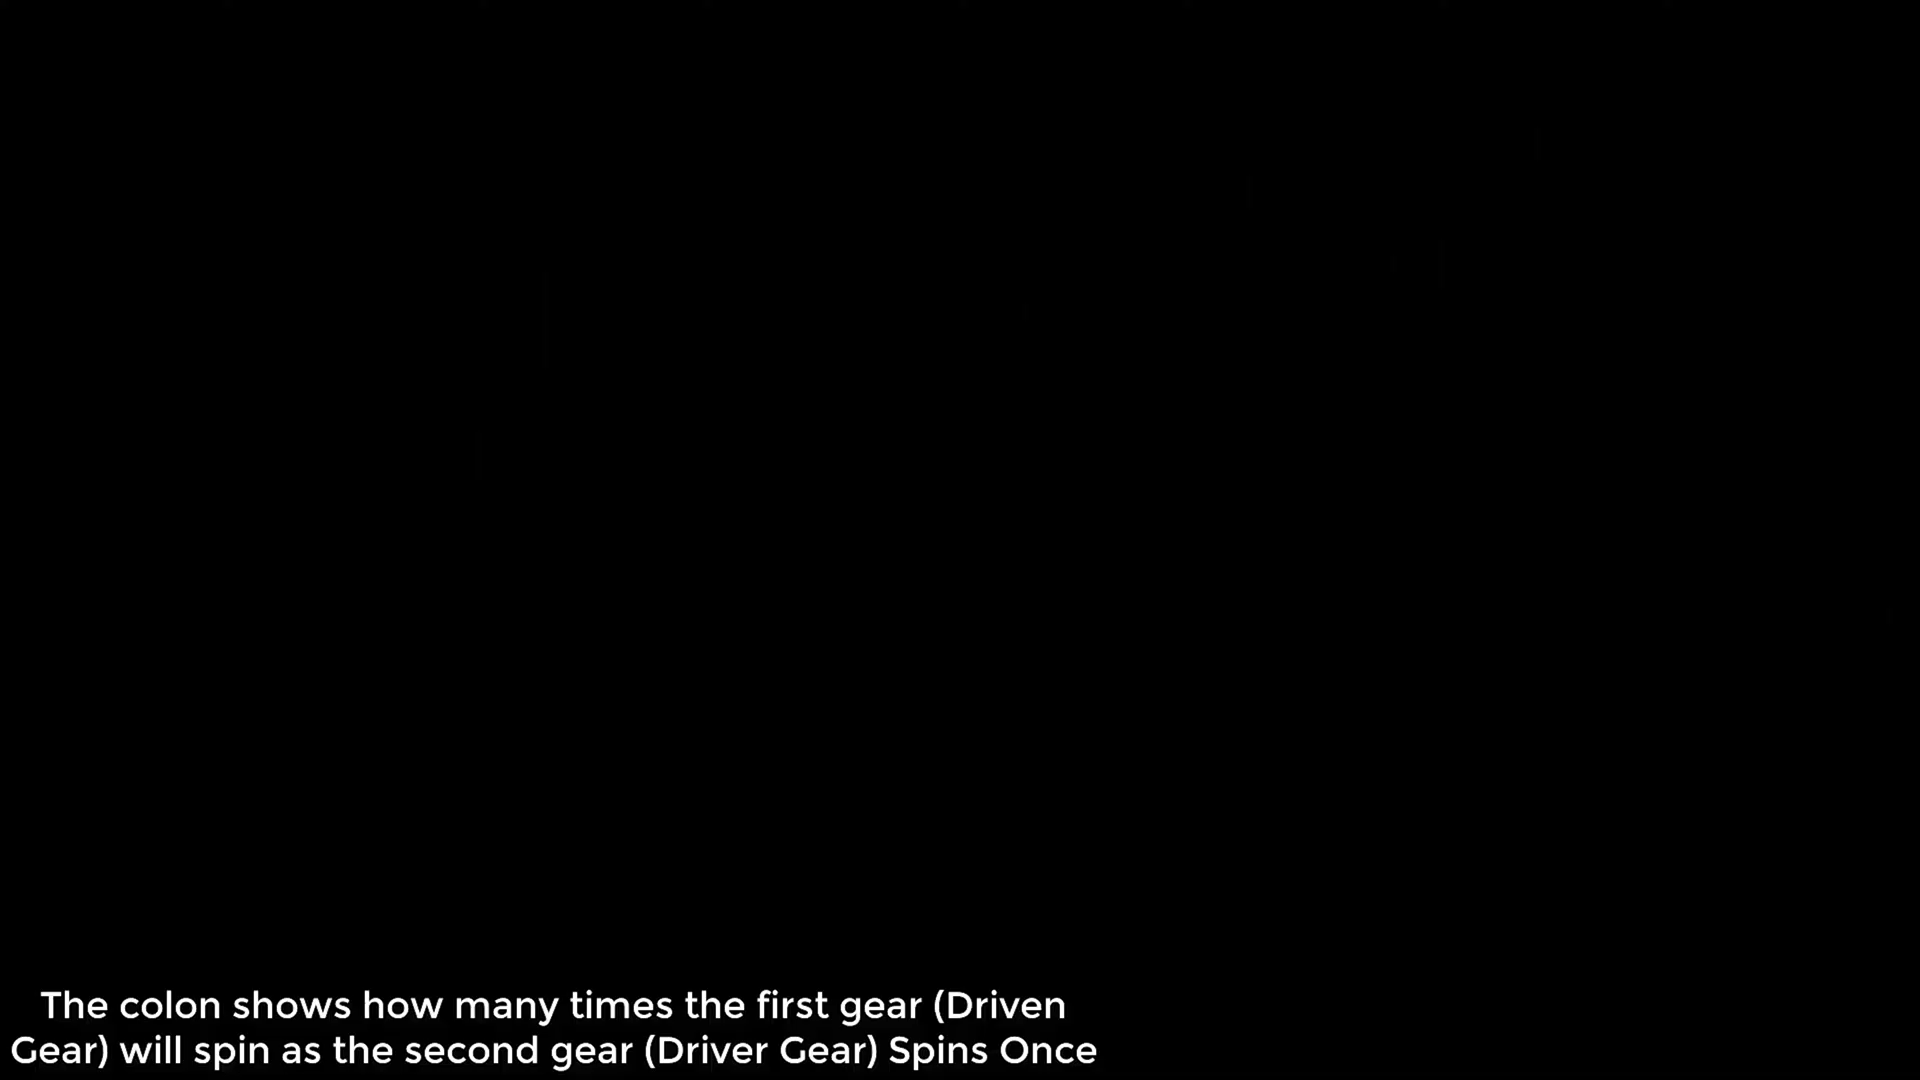 The colon shows how many times the first gear (Driven
Gear) will spin as the second gear (Driver Gear) Spins Once